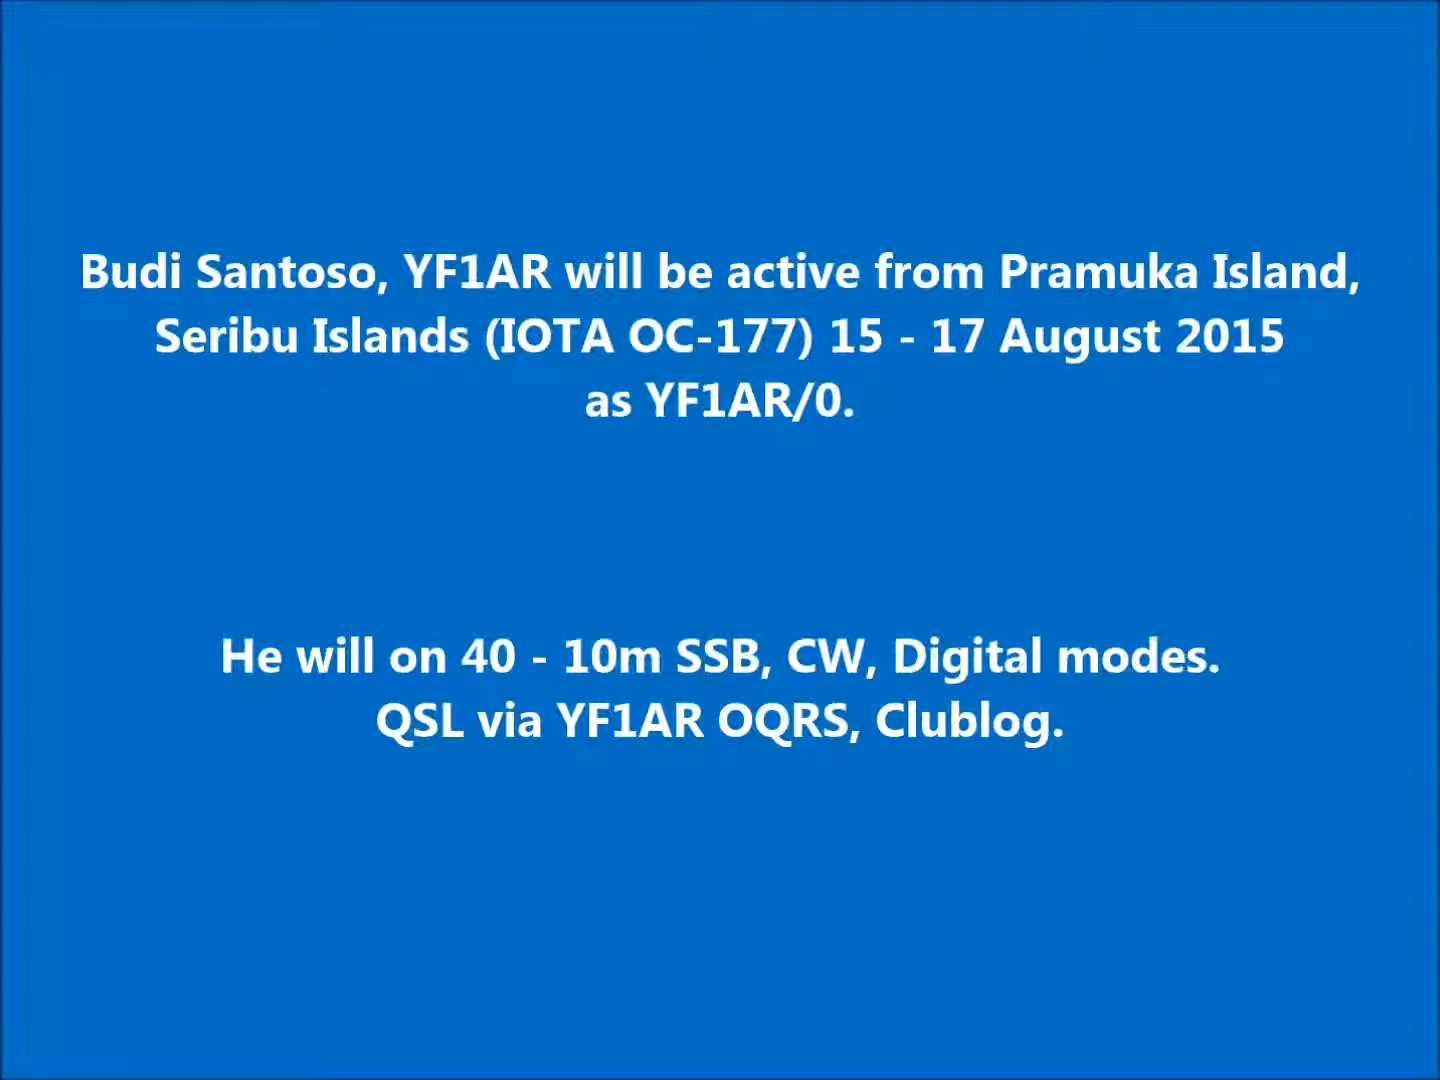 Budi Santoso, YF1AR will be active from Pramuka Island,
Seribu Islands (IOTA OC-177) 15 - 17 August 2015
as YF1AR/0.
He will on 40 - 10m SSB, CW, Digital modes.
QSL via YF1AR OQRS, Clublog.